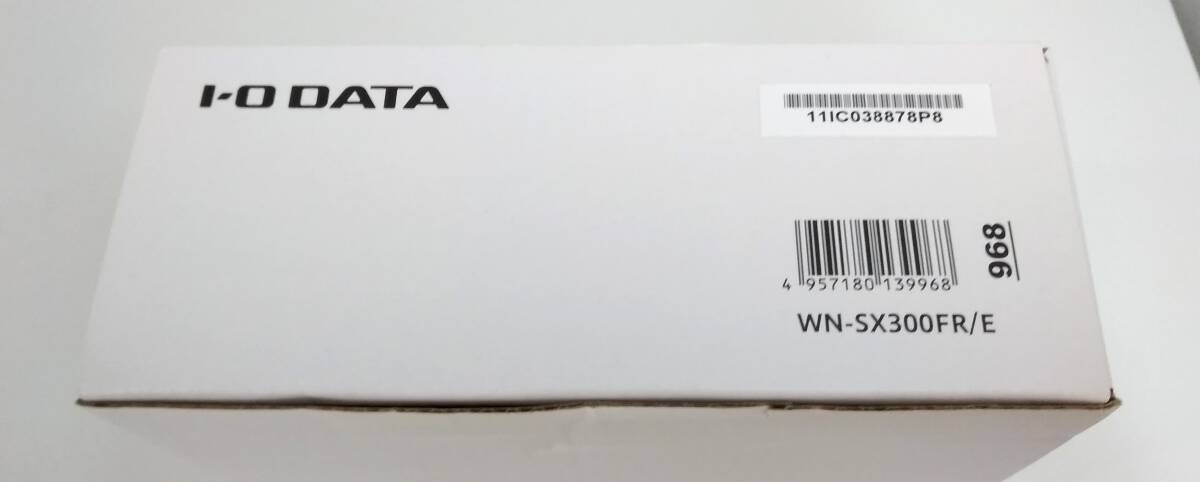 I-O DATA
11IC038878P8
968
4 957180 139968
WN-SX300FR/E